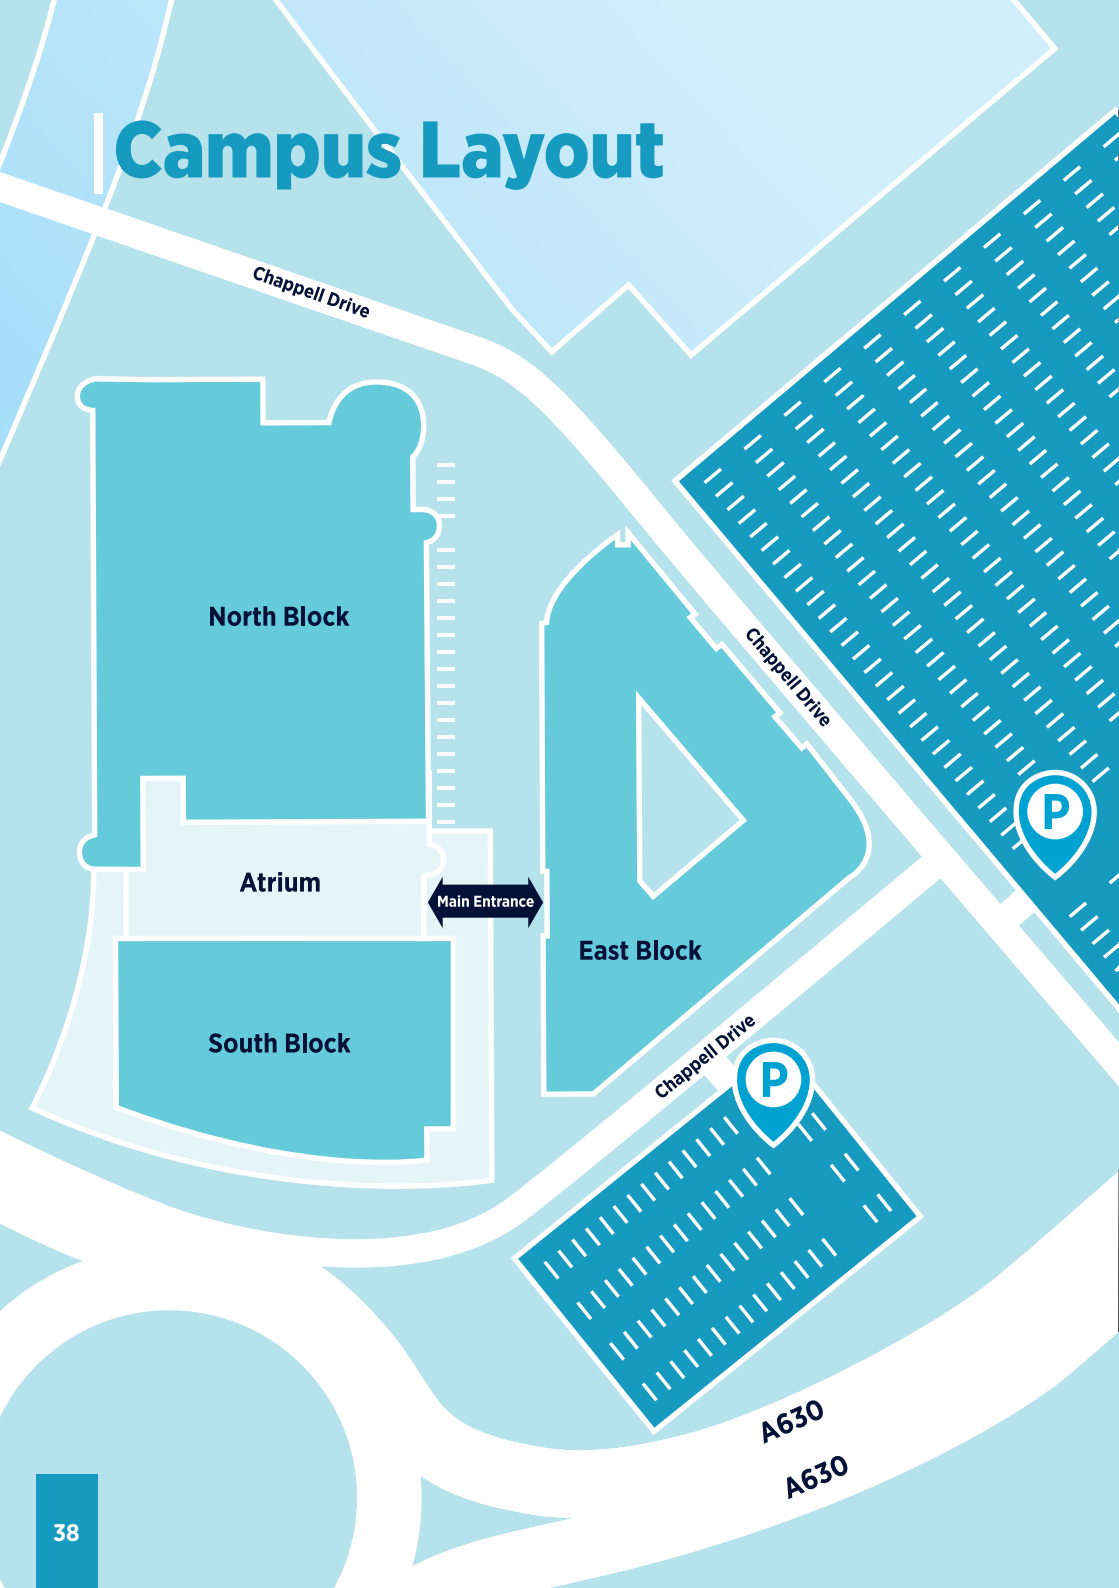 Campus Layout
Chappell Drive
North Block
Chappell Drive
Atrium
Main Entrance
East Block
South Block
Chappell Drive
P
P
A630
A630
38